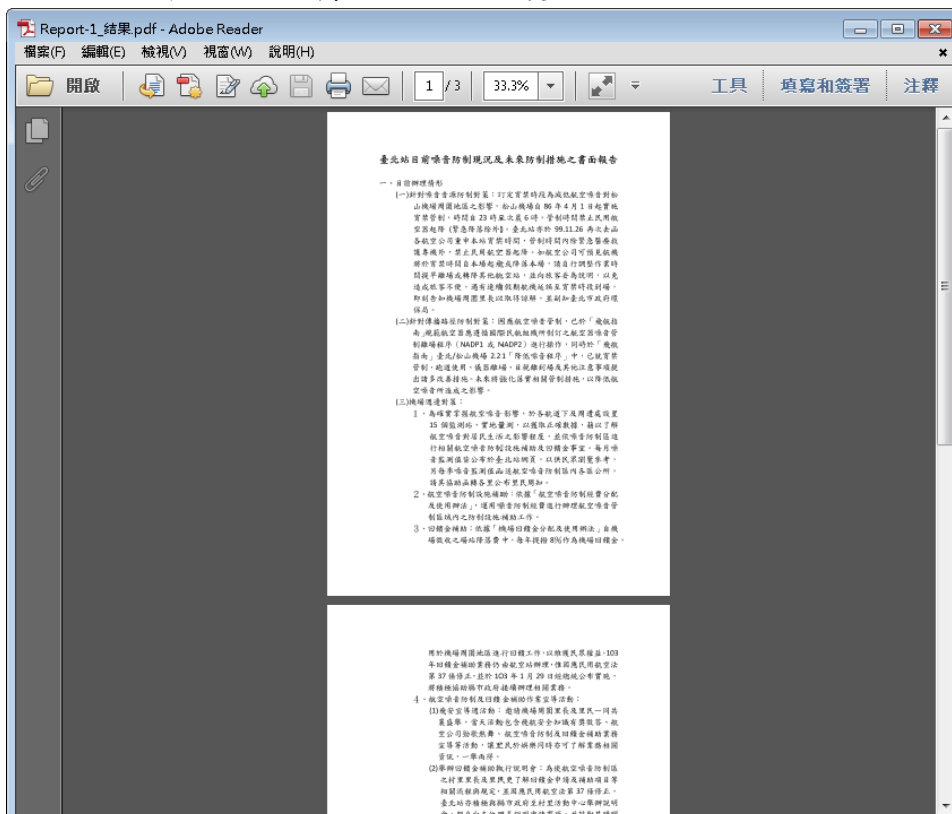 Report-1_結果.pdf - Adobe Reader
檔案(F) 編輯(E) 檢視(V) 視窗(W) 說明(H)
開啟 1 / 3 33.3% 工具 填寫和簽署 注釋
臺北站目前噪音防制現況及未來防制措施之書面報告
一、目前辦理情形
(一)針對噪音音源防制對策:訂定宵禁時段為減低航空噪音對松
山機場周圍地區之影響,松山機場自 86 年 4 月 1 日起實施
宵禁管制,時間自 23 時至次晨 6 時,管制時間禁止民用航
空器起降 (緊急降落除外)。臺北站亦於 99.11.26 再次去函
各航空公司重申本站宵禁時間,管制時間內除緊急醫療救
護專機外,禁止民用航空器起降,如航空公司可預見航機
將於宵禁時間自本場起飛或降落本場,請自行調整作業時
間提早離場或轉降其他航空站,並向旅客妥為說明,以免
造成旅客不便。遇有連續假期航機延誤至宵禁時段到場,
即刻告知機場周圍里長以取得諒解,並副知臺北市政府環
保局。
(二)針對傳播路徑防制對策:因應航空噪音管制,已於「飛航指
南」規範航空器應遵循國際民航組織所制訂之航空器噪音管
制離場程序(NADP1 或 NADP2)進行操作,同時於「飛航
指南」臺北/松山機場 2.21「降低噪音程序」中,已就宵禁
管制、跑道使用、儀器離場、目視離到場及其他注意事項提
出諸多改善措施,未來將強化落實相關管制措施,以降低航
空噪音所造成之影響。
(三)機場週邊對策:
1、為確實掌握航空噪音影響,於各航道下及周遭處設置
15 個監測站,實地量測,以獲取正確數據,藉以了解
航空噪音對居民生活之影響程度,並依噪音防制區進
行相關航空噪音防制設施補助及回饋金事宜。每月噪
音監測值皆公布於臺北站網頁,以供民眾瀏覽參考,
另每季噪音監測值函送航空噪音防制區內各區公所,
請其協助函轉各里公布里民周知。
2、航空噪音防制設施補助:依據「航空噪音防制經費分配
及使用辦法」,運用噪音防制經費進行辦理航空噪音管
制區域內之防制設施補助工作。
3、回饋金補助:依據「機場回饋金分配及使用辦法」自機
場徵收之場站降落費中,每年提撥 8%作為機場回饋金,
用於機場周圍地區進行回饋工作,以維護民眾權益,103
年回饋金補助業務仍由航空站辦理,惟因應民用航空法
第 37 條修正,並於 103 年 1 月 29 日經總統公布實施,
將積極協助縣市政府接續辦理相關業務。
4、航空噪音防制及回饋金補助作業宣導活動:
(1)飛安宣導週活動:邀請機場周圍里長及里民一同共
襄盛舉,當天活動包含飛航安全知識有獎徵答、航
空公司勁歌熱舞、航空噪音防制及回饋金補助業務
宣導等活動,讓里民於娛樂同時亦可了解業務相關
資訊,一舉兩得。
(2)舉辦回饋金補助執行說明會:為使航空噪音防制區
之村里里長及里民更了解回饋金申請及補助項目等
相關流程與規定,並因應民用航空法第 37 條修正,
臺北站亦積極與縣市政府至村里活動中心舉辦說明